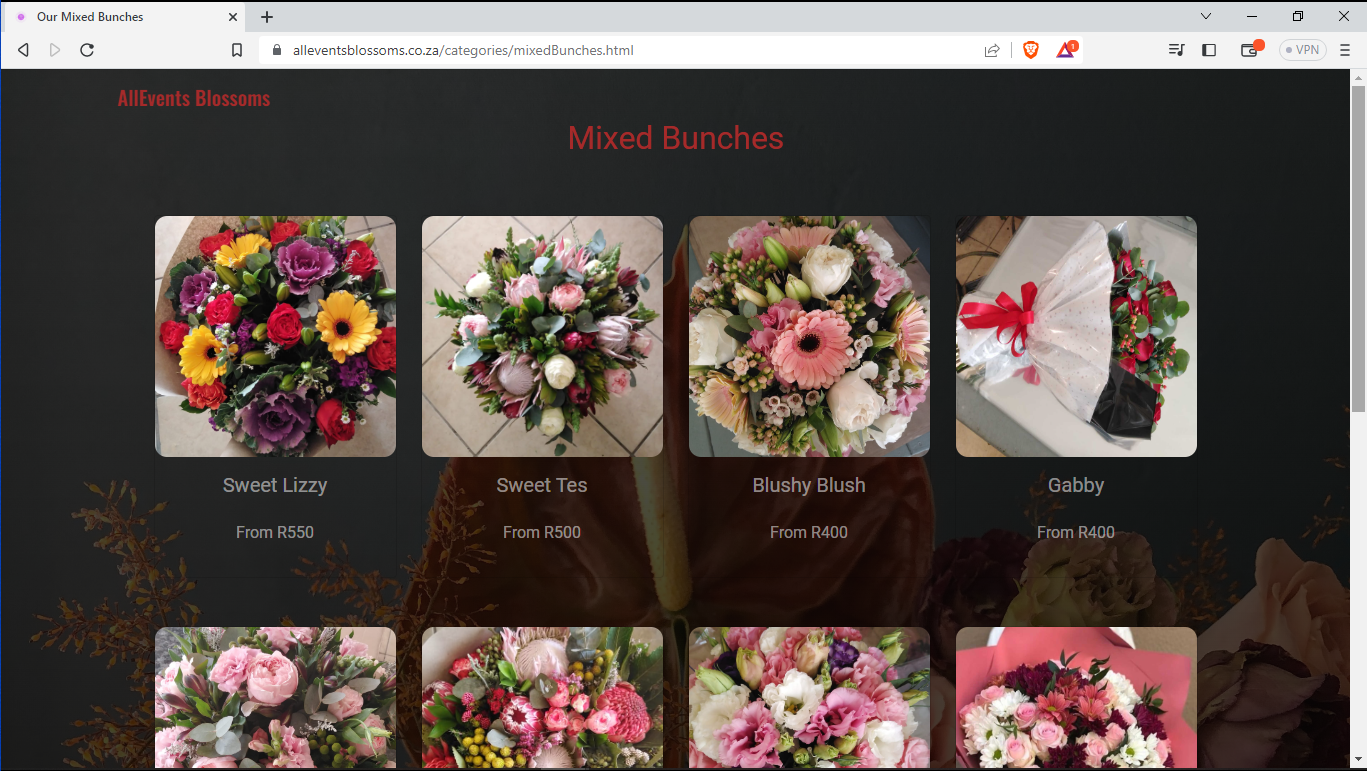 Our Mixed Bunches
alleventsblossoms.co.za/categories/mixedBunches.html
1
VPN
AllEvents Blossoms
Mixed Bunches
Sweet Lizzy
From R550
Sweet Tes
From R500
Blushy Blush
From R400
Gabby
From R400